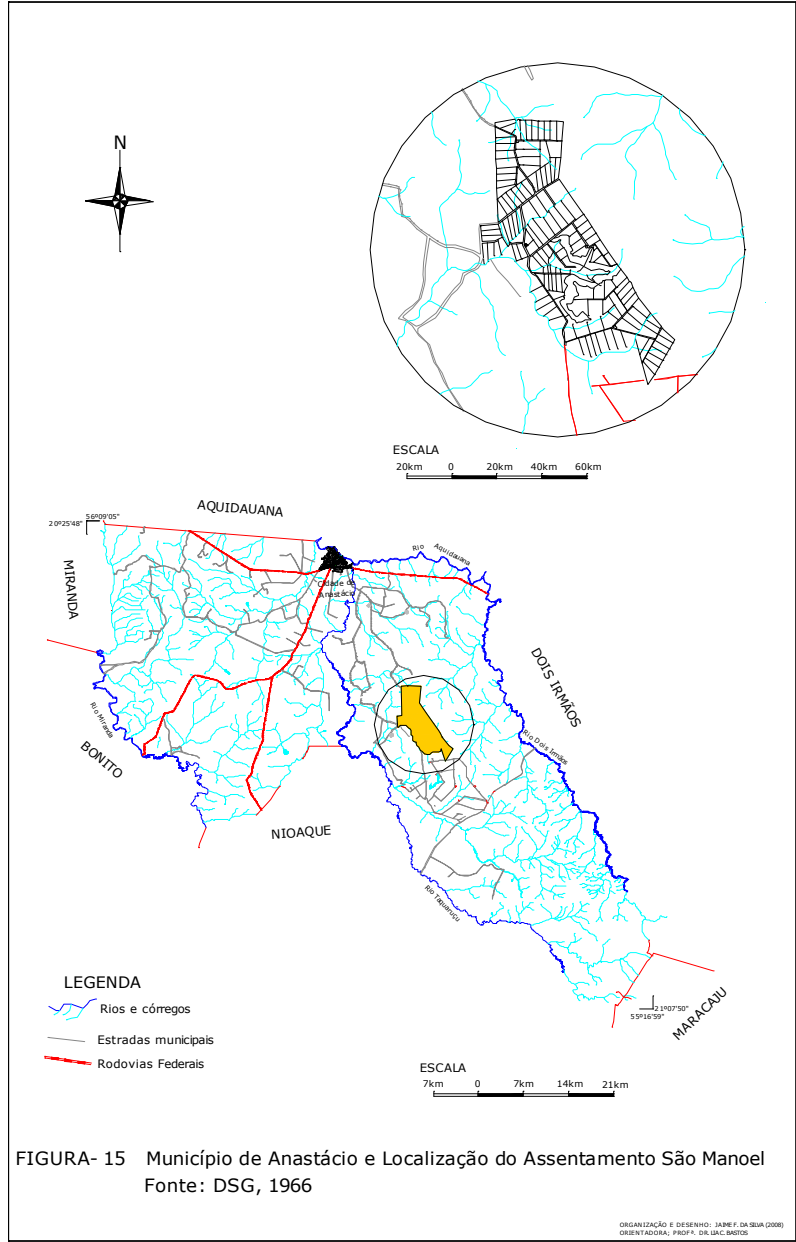 N
ESCALA
20km 0 20km 40km 60km
AQUIDAUANA
56º09'05"
20º25'48"
MIRANDA
Rio Aquidauana
Cidade de
Anastácio
DOIS IRMÃOS
Rio Miranda
Rio Dois Irmãos
BONITO
NIOAQUE
Rio Taquaruçu
LEGENDA
Rios e córregos
21º07'50"
55º16'59"
MARACAJU
Estradas municipais
Rodovias Federais
ESCALA
7km 0 7km 14km 21km
FIGURA- 15 Município de Anastácio e Localização do Assentamento São Manoel
Fonte: DSG, 1966
ORGANIZAÇÃO E DESENHO: JAIME F. DA SILVA (2008)
ORIENTADORA; PROFª. DR. LIA C. BASTOS